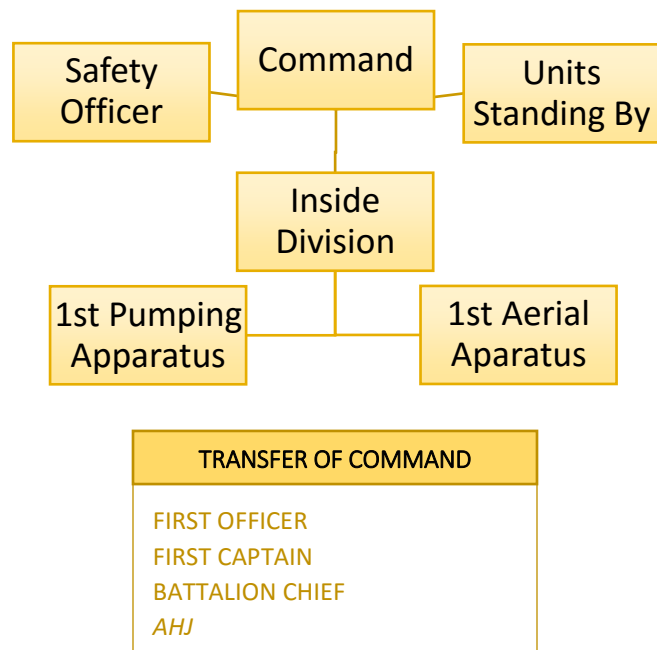 Command
Safety
Officer
Units
Standing By
Inside
Division
1st Pumping
Apparatus
1st Aerial
Aparatus
TRANSFER OF COMMAND
FIRST OFFICER
FIRST CAPTAIN
BATTALION CHIEF
AHJ